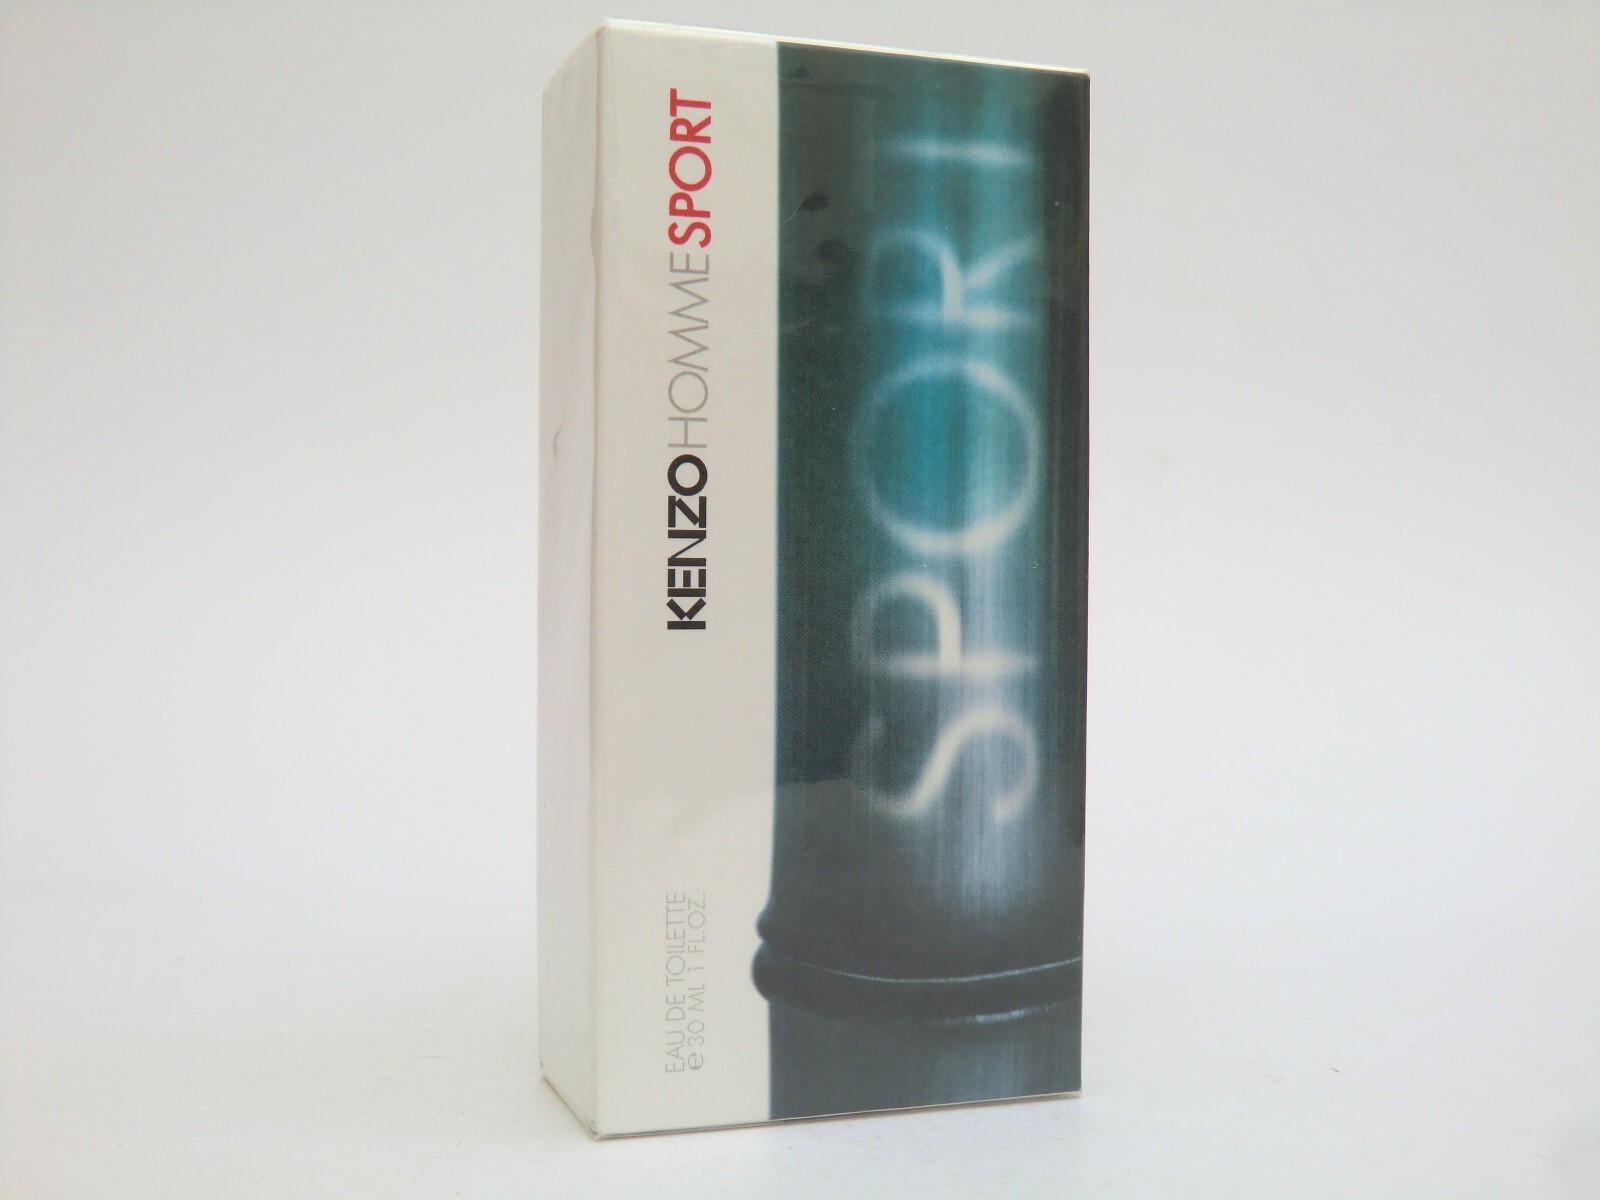 KENZOHOMMESPORT
EAU DE TOILETTE
e 30 ML 1 FL.OZ.
SPORT